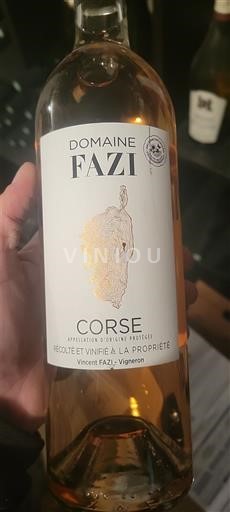 DOMAINE
FAZI
VINIOU
CORSE
APPELLATION D'ORIGINE PROTÉGÉE
RÉCOLTÉ ET VINIFIÉ À LA PROPRIÉTÉ
Vincent FAZI - Vigneron